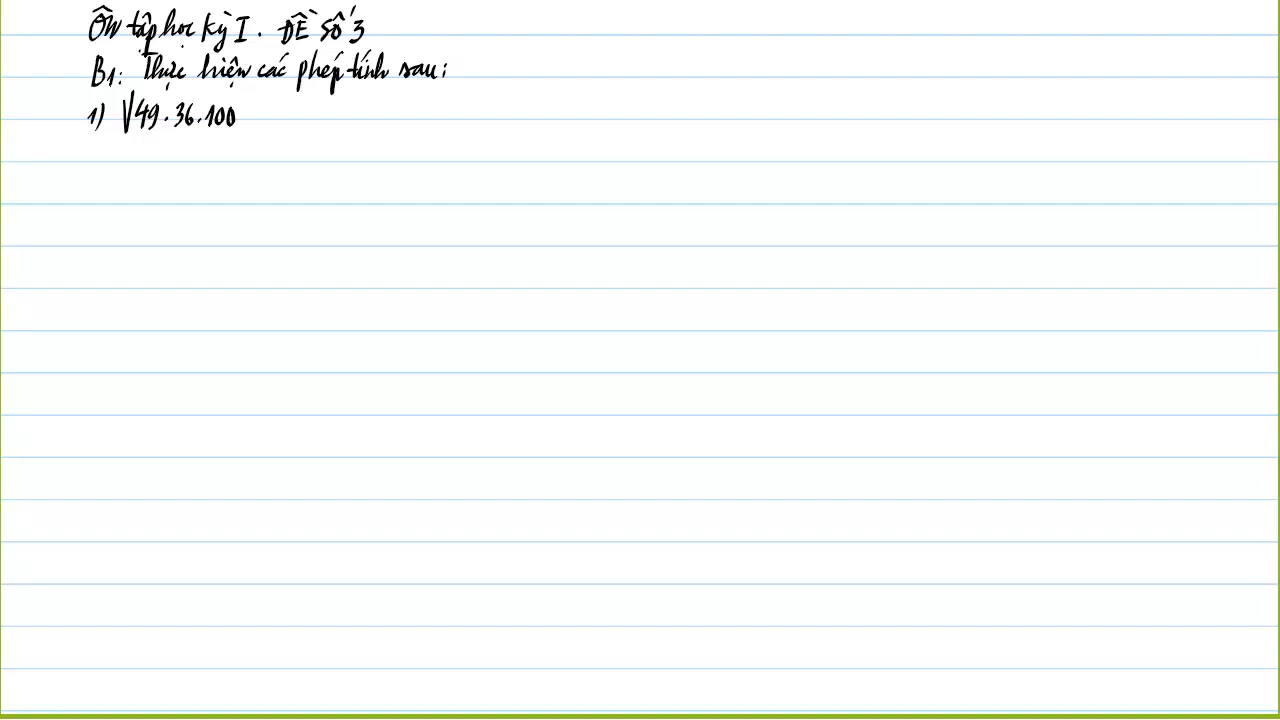 Ôn tập học kỳ I. ĐỀ SỐ 3
B1: Thực hiện các phép tính sau:
1) √49.36.100